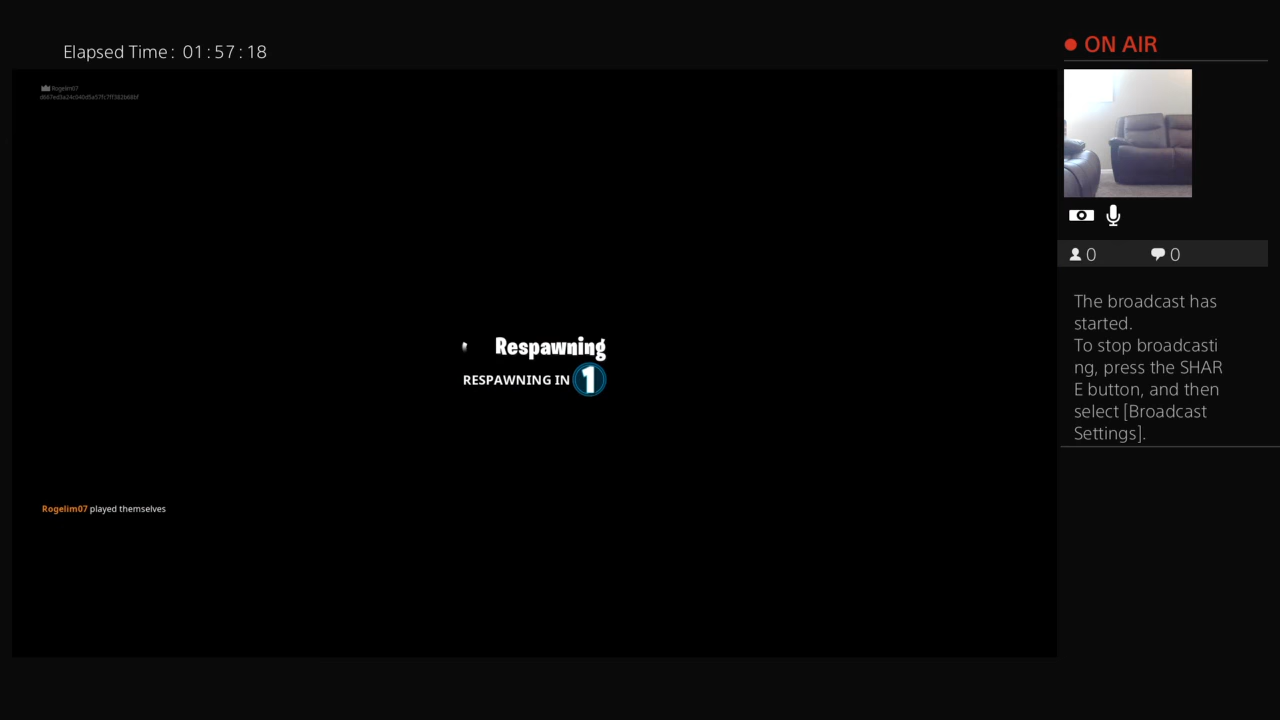 Elapsed Time: 01:57:18
ON AIR
Rogelim07
0
0
The broadcast has
started.
To stop broadcasti
ng, press the SHAR
E button, and then
select [Broadcast
Settings].
Respawning
RESPAWNING IN 1
Rogelim07 played themselves